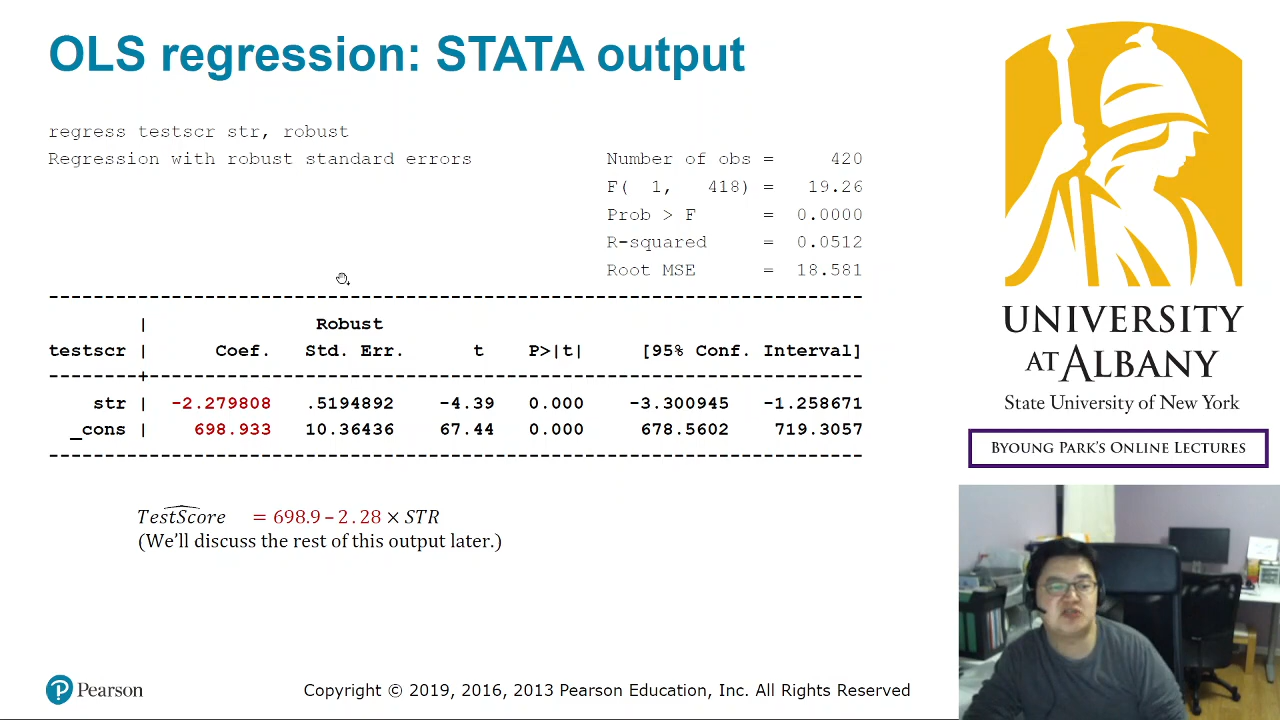 OLS regression: STATA output
regress testscr str, robust
Regression with robust standard errors Number of obs = 420
F( 1, 418) = 19.26
Prob > F = 0.0000
R-squared = 0.0512
Root MSE = 18.581
-------------------------------------------------------------------------
| Robust
testscr | Coef. Std. Err. t P>|t| [95% Conf. Interval]
--------+----------------------------------------------------------------
str | -2.279808 .5194892 -4.39 0.000 -3.300945 -1.258671
_cons | 698.933 10.36436 67.44 0.000 678.5602 719.3057
-------------------------------------------------------------------------
T͡estScore = 698.9 – 2.28 × STR
(We’ll discuss the rest of this output later.)
Pearson
Copyright © 2019, 2016, 2013 Pearson Education, Inc. All Rights Reserved
UNIVERSITY
AT ALBANY
State University of New York
BYOUNG PARK'S ONLINE LECTURES